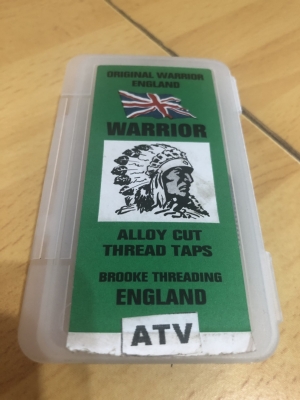 ORIGINAL WARRIOR
ENGLAND
WARRIOR
ALLOY CUT
THREAD TAPS
BROOKE THREADING
ENGLAND
ATV